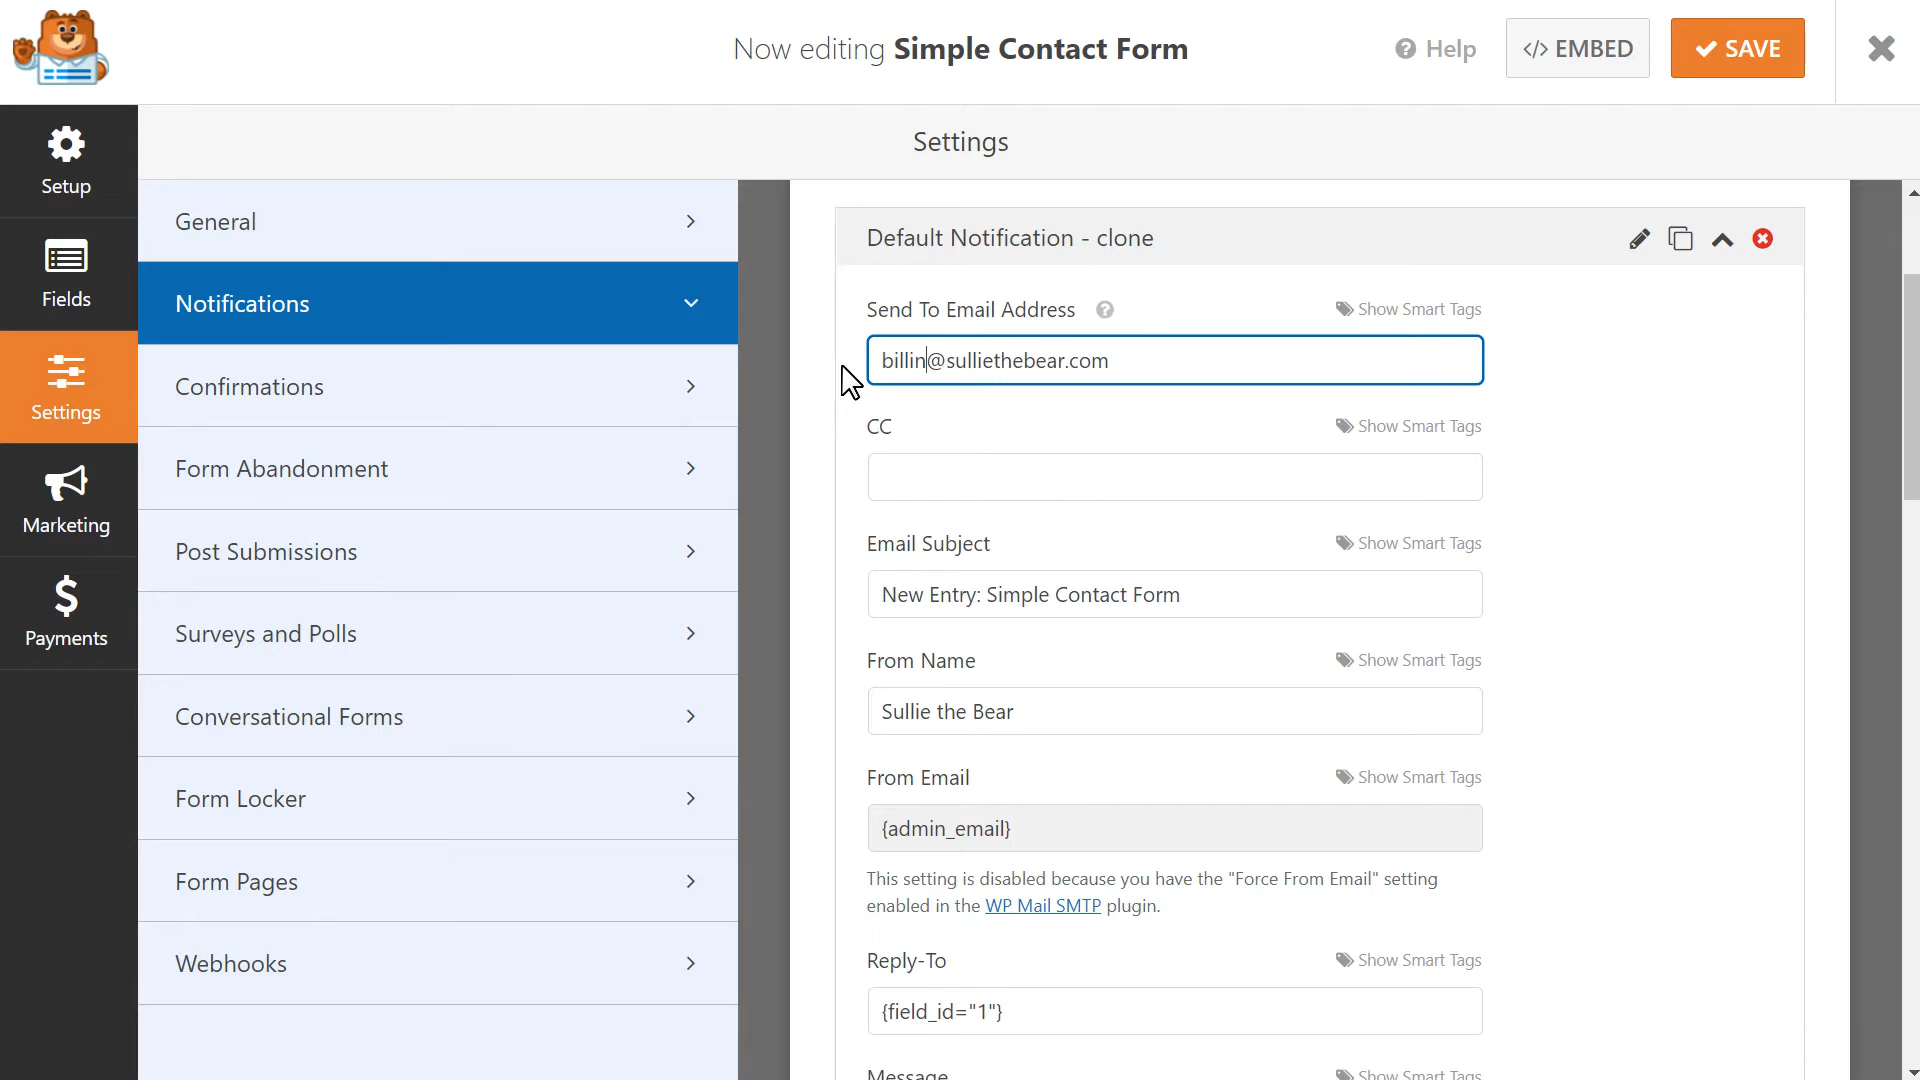 Now editing Simple Contact Form
Help
</> EMBED
SAVE
Setup
Fields
Settings
Marketing
Payments
Settings
General
Notifications
Confirmations
Form Abandonment
Post Submissions
Surveys and Polls
Conversational Forms
Form Locker
Form Pages
Webhooks
Default Notification - clone
Send To Email Address
Show Smart Tags
billin@sulliethebear.com
CC
Show Smart Tags
Email Subject
Show Smart Tags
New Entry: Simple Contact Form
From Name
Show Smart Tags
Sullie the Bear
From Email
Show Smart Tags
{admin_email}
This setting is disabled because you have the "Force From Email" setting
enabled in the WP Mail SMTP plugin.
Reply-To
Show Smart Tags
{field_id="1"}
Message
Show Smart Tags